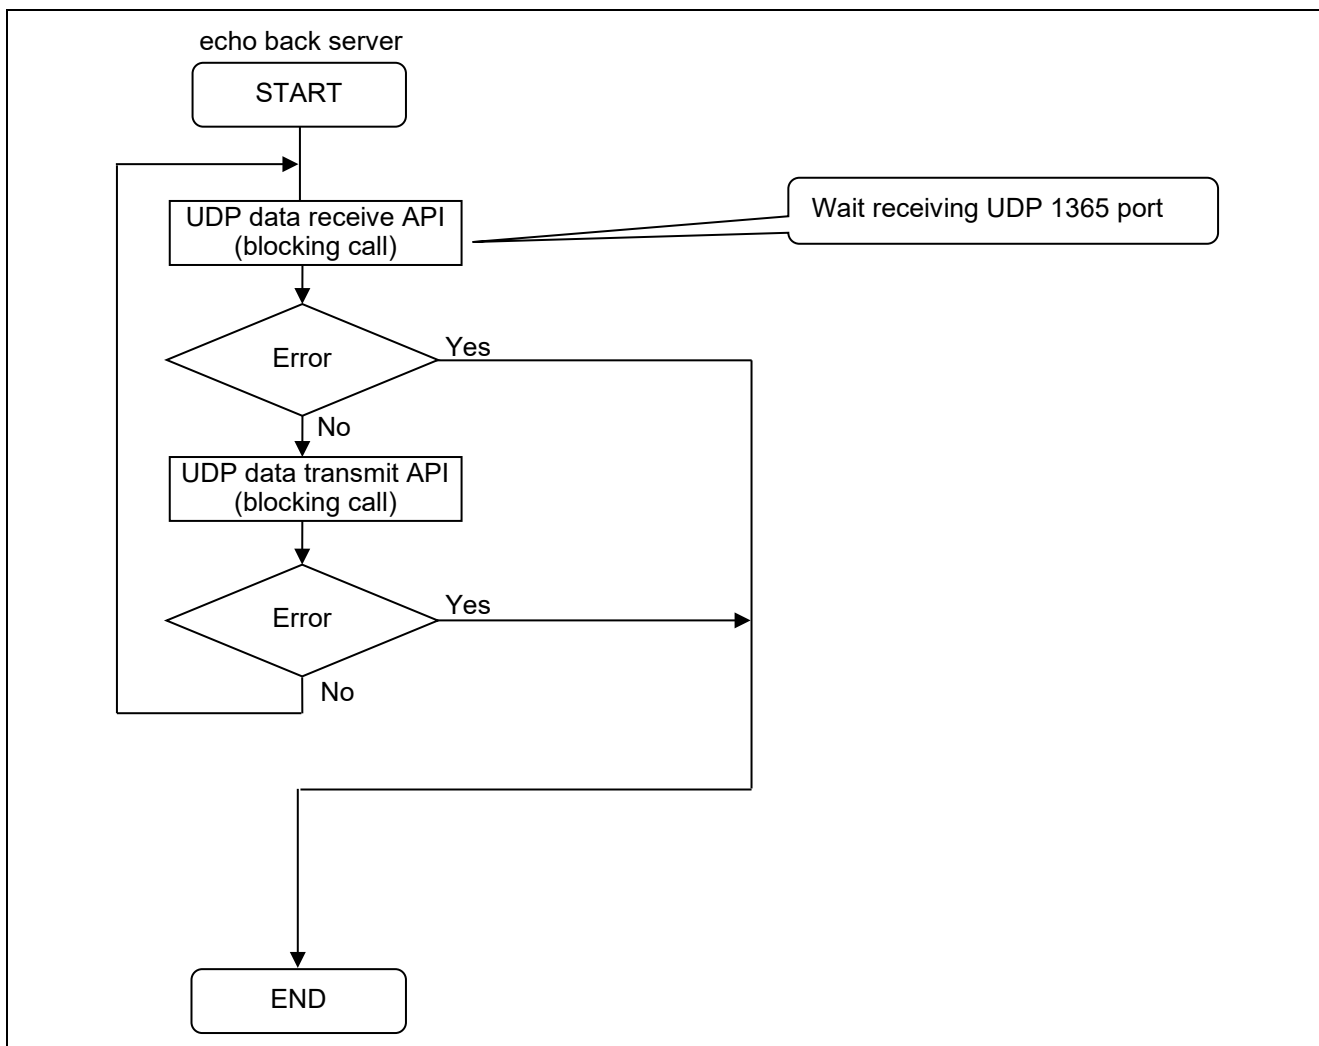 echo back server
START
UDP data receive API
(blocking call)
Wait receiving UDP 1365 port
Error
Yes
No
UDP data transmit API
(blocking call)
Error
Yes
No
END